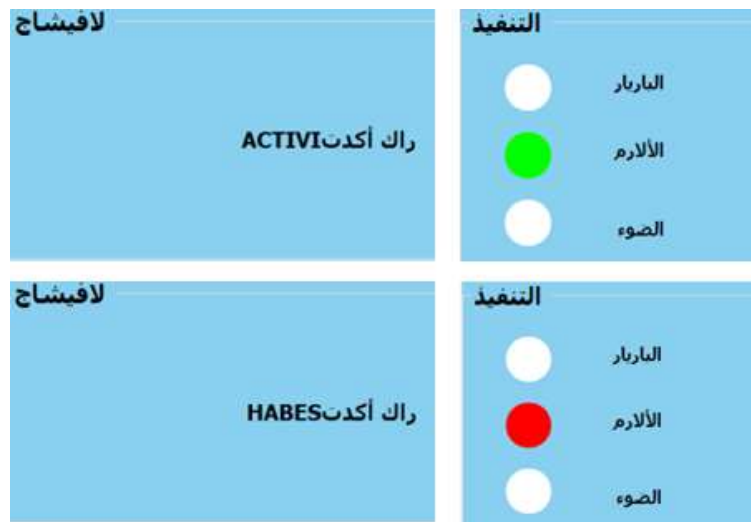 لافيشاج
راك أكدتACTIVI
التنفيذ
الباربار
الألارم
الضوء
لافيشاج
راك أكدتHABES
التنفيذ
الباربار
الألارم
الضوء